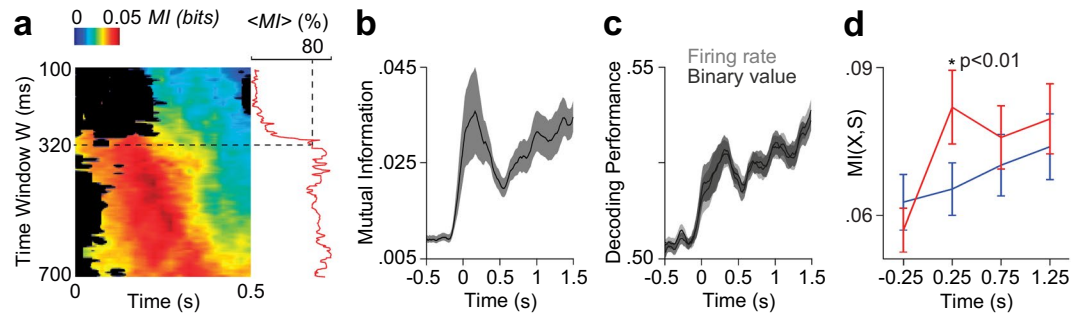 a
0 0.05 MI (bits)
<MI> (%)
80
100
320
700
Time Window W (ms)
0 0.5
Time (s)
b
.045
.025
.005
Mutual Information
-0.5 0 0.5 1 1.5
Time (s)
c
Firing rate
Binary value
.55
.50
Decoding Performance
-0.5 0 0.5 1 1.5
Time (s)
d
* p<0.01
.09
.06
MI(X,S)
-0.25 0.25 0.75 1.25
Time (s)